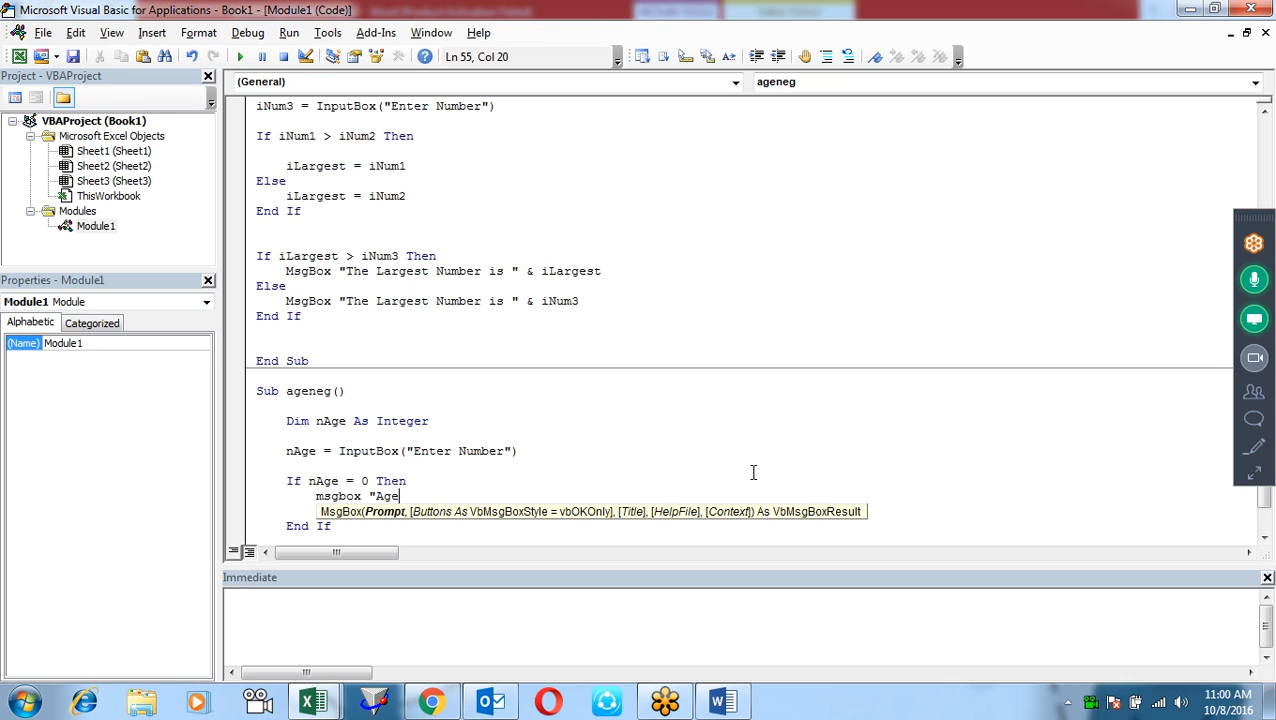 Microsoft Visual Basic for Applications - Book1 - [Module1 (Code)]
File Edit View Insert Format Debug Run Tools Add-Ins Window Help
Ln 55, Col 20
Project - VBAProject
(General)
ageneg
VBAProject (Book1)
Microsoft Excel Objects
Sheet1 (Sheet1)
Sheet2 (Sheet2)
Sheet3 (Sheet3)
ThisWorkbook
Modules
Module1
Properties - Module1
Module1 Module
Alphabetic Categorized
(Name) Module1
iNum3 = InputBox("Enter Number")
If iNum1 > iNum2 Then
iLargest = iNum1
Else
iLargest = iNum2
End If
If iLargest > iNum3 Then
MsgBox "The Largest Number is " & iLargest
Else
MsgBox "The Largest Number is " & iNum3
End If
End Sub
Sub ageneg()
Dim nAge As Integer
nAge = InputBox("Enter Number")
If nAge = 0 Then
msgbox "Age
MsgBox(Prompt, [Buttons As VbMsgBoxStyle = vbOKOnly], [Title], [HelpFile], [Context]) As VbMsgBoxResult
End If
Immediate
11:00 AM
10/8/2016